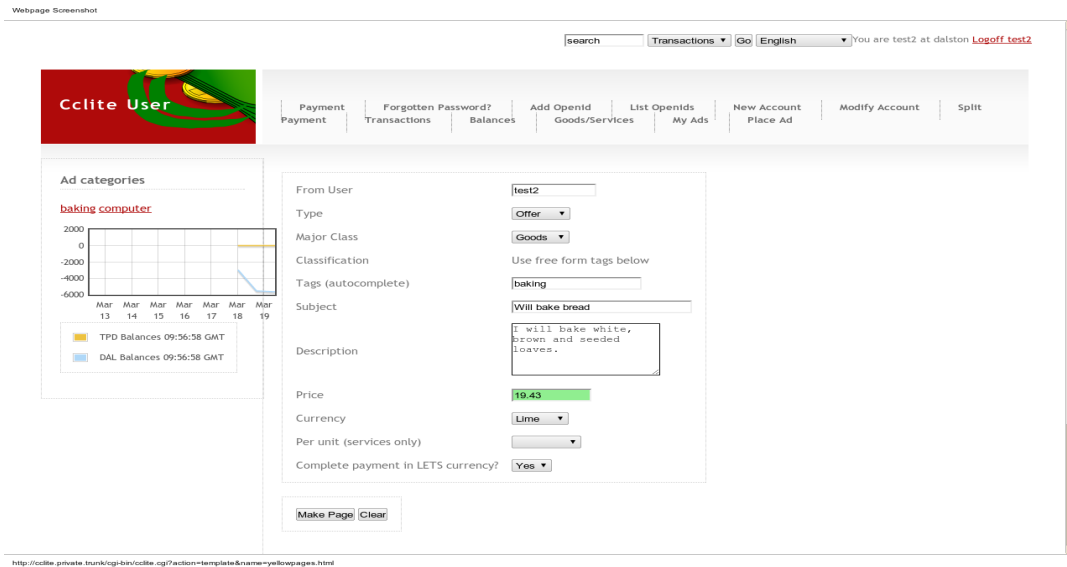 Webpage Screenshot
search Transactions Go English You are test2 at dalston Logoff test2
Cclite User
Payment Forgotten Password? Add OpenId List OpenIds New Account Modify Account Split
Payment Transactions Balances Goods/Services My Ads Place Ad
Ad categories
baking computer
2000
0
-2000
-4000
-6000
Mar Mar Mar Mar Mar Mar Mar
13 14 15 16 17 18 19
TPD Balances 09:56:58 GMT
DAL Balances 09:56:58 GMT
From User test2
Type Offer
Major Class Goods
Classification Use free form tags below
Tags (autocomplete) baking
Subject Will bake bread
Description I will bake white,
brown and seeded
loaves.
Price 19.43
Currency Lime
Per unit (services only)
Complete payment in LETS currency? Yes
Make Page Clear
http://cclite.private.trunk/cgi-bin/cclite.cgi?action=template&name=yellowpages.html